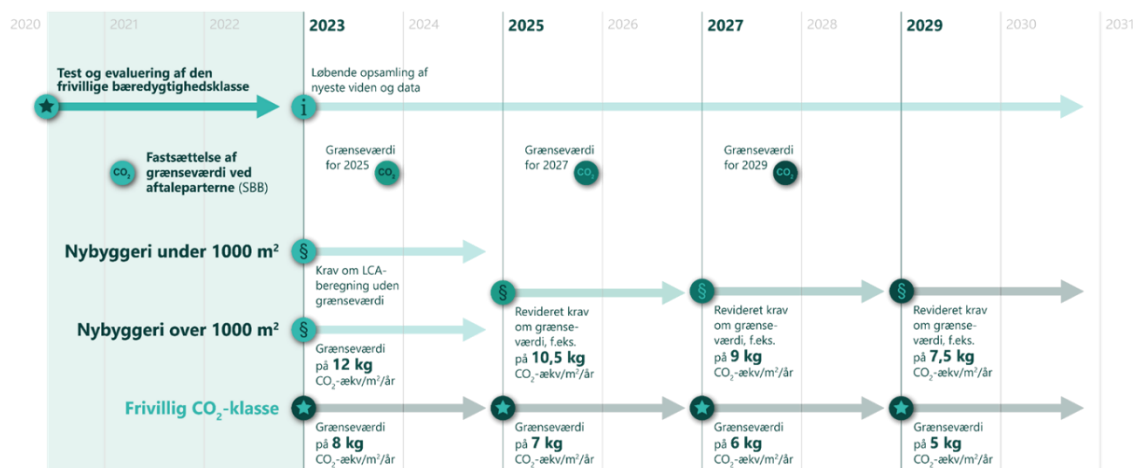 2020
2021
2022
2023
2024
2025
2026
2027
2028
2029
2030
2031
Test og evaluering af den
frivillige bæredygtighedsklasse
i
Løbende opsamling af
nyeste viden og data
CO₂
Fastsættelse af
grænseværdi ved
aftaleparterne (SBB)
Grænseværdi
for 2025
CO₂
Grænseværdi
for 2027
CO₂
Grænseværdi
for 2029
CO₂
Nybyggeri under 1000 m²
§
Krav om LCA-
beregning uden
grænseværdi
Nybyggeri over 1000 m²
§
Grænseværdi
på 12 kg
CO₂-ækv/m²/år
§
Revideret krav
om grænse-
værdi, f.eks.
på 10,5 kg
CO₂-ækv/m²/år
§
Revideret krav
om grænse-
værdi, f.eks.
på 9 kg
CO₂-ækv/m²/år
§
Revideret krav
om grænse-
værdi, f.eks.
på 7,5 kg
CO₂-ækv/m²/år
Frivillig CO₂-klasse
Grænseværdi
på 8 kg
CO₂-ækv/m²/år
Grænseværdi
på 7 kg
CO₂-ækv/m²/år
Grænseværdi
på 6 kg
CO₂-ækv/m²/år
Grænseværdi
på 5 kg
CO₂-ækv/m²/år